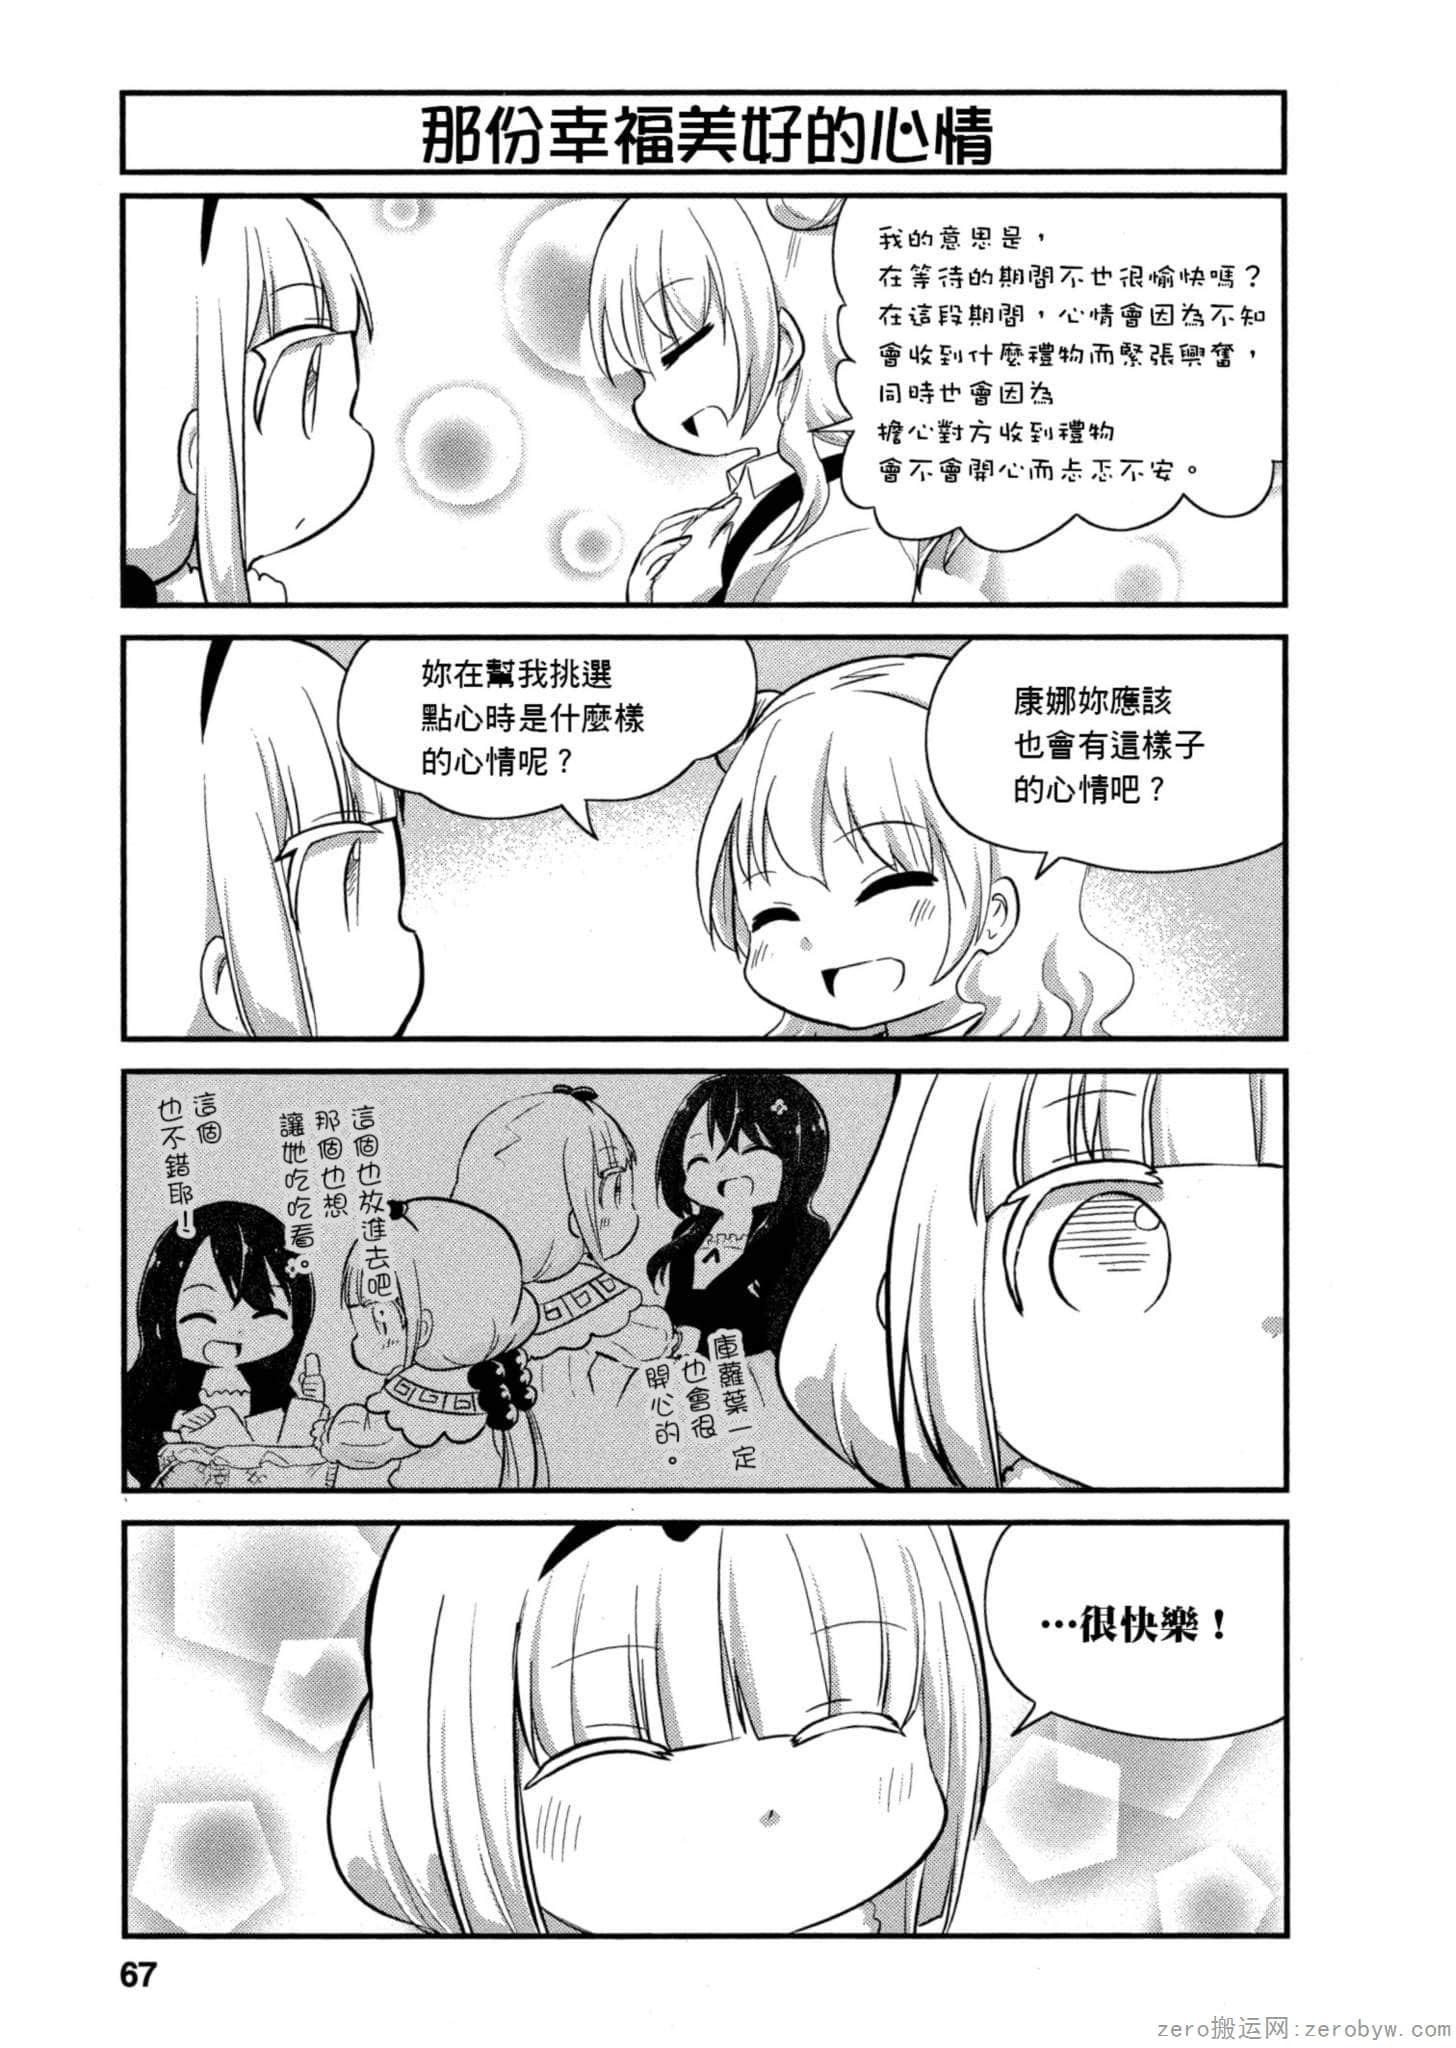 那份幸福美好的心情
我的意思是，
在等待的期間不也很愉快嗎？
在這段期間，心情會因為不知
會收到什麼禮物而緊張興奮，
同時也會因為
擔心對方收到禮物
會不會開心而忐忑不安。
康娜妳應該
也會有這樣子
的心情吧？
妳在幫我挑選
點心時是什麼樣
的心情呢？
庫蘿葉一定
也會很
開心的。
這個也放進去吧，
那個也想
讓她吃吃看。
這個
也不錯耶！
…很快樂！
67
zero搬运网:zerobyw.com